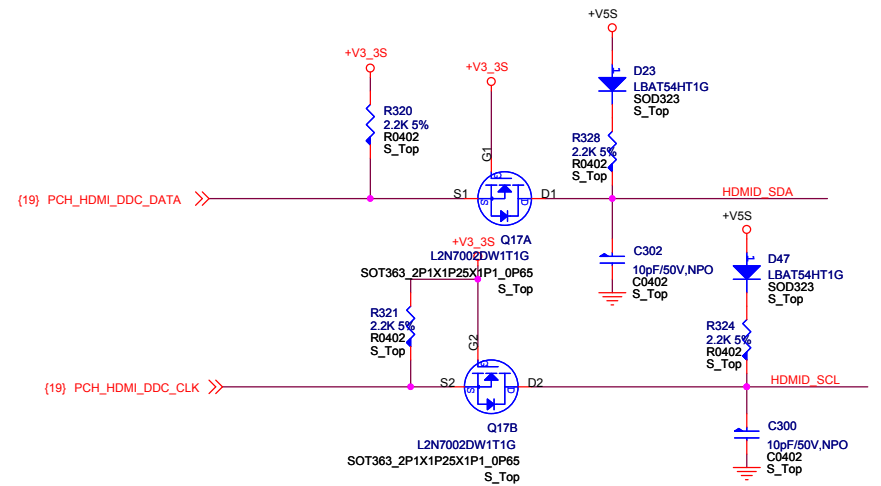 +V5S
+V3_3S
+V3_3S
D23
LBAT54HT1G
SOD323
S_Top
1
R320
2.2K 5%
R0402
S_Top
G1
R328
2.2K 5%
R0402
S_Top
{19} PCH_HDMI_DDC_DATA
S1
G
S
D
D1
HDMID_SDA
+V5S
Q17A
+V3_3S
L2N7002DW1T1G
SOT363_2P1X1P25X1P1_0P65
S_Top
C302
10pF/50V,NPO
C0402
S_Top
1
D47
LBAT54HT1G
SOD323
S_Top
R321
2.2K 5%
R0402
S_Top
G2
R324
2.2K 5%
R0402
S_Top
{19} PCH_HDMI_DDC_CLK
S2
G
S
D
D2
HDMID_SCL
Q17B
L2N7002DW1T1G
SOT363_2P1X1P25X1P1_0P65
S_Top
C300
10pF/50V,NPO
C0402
S_Top